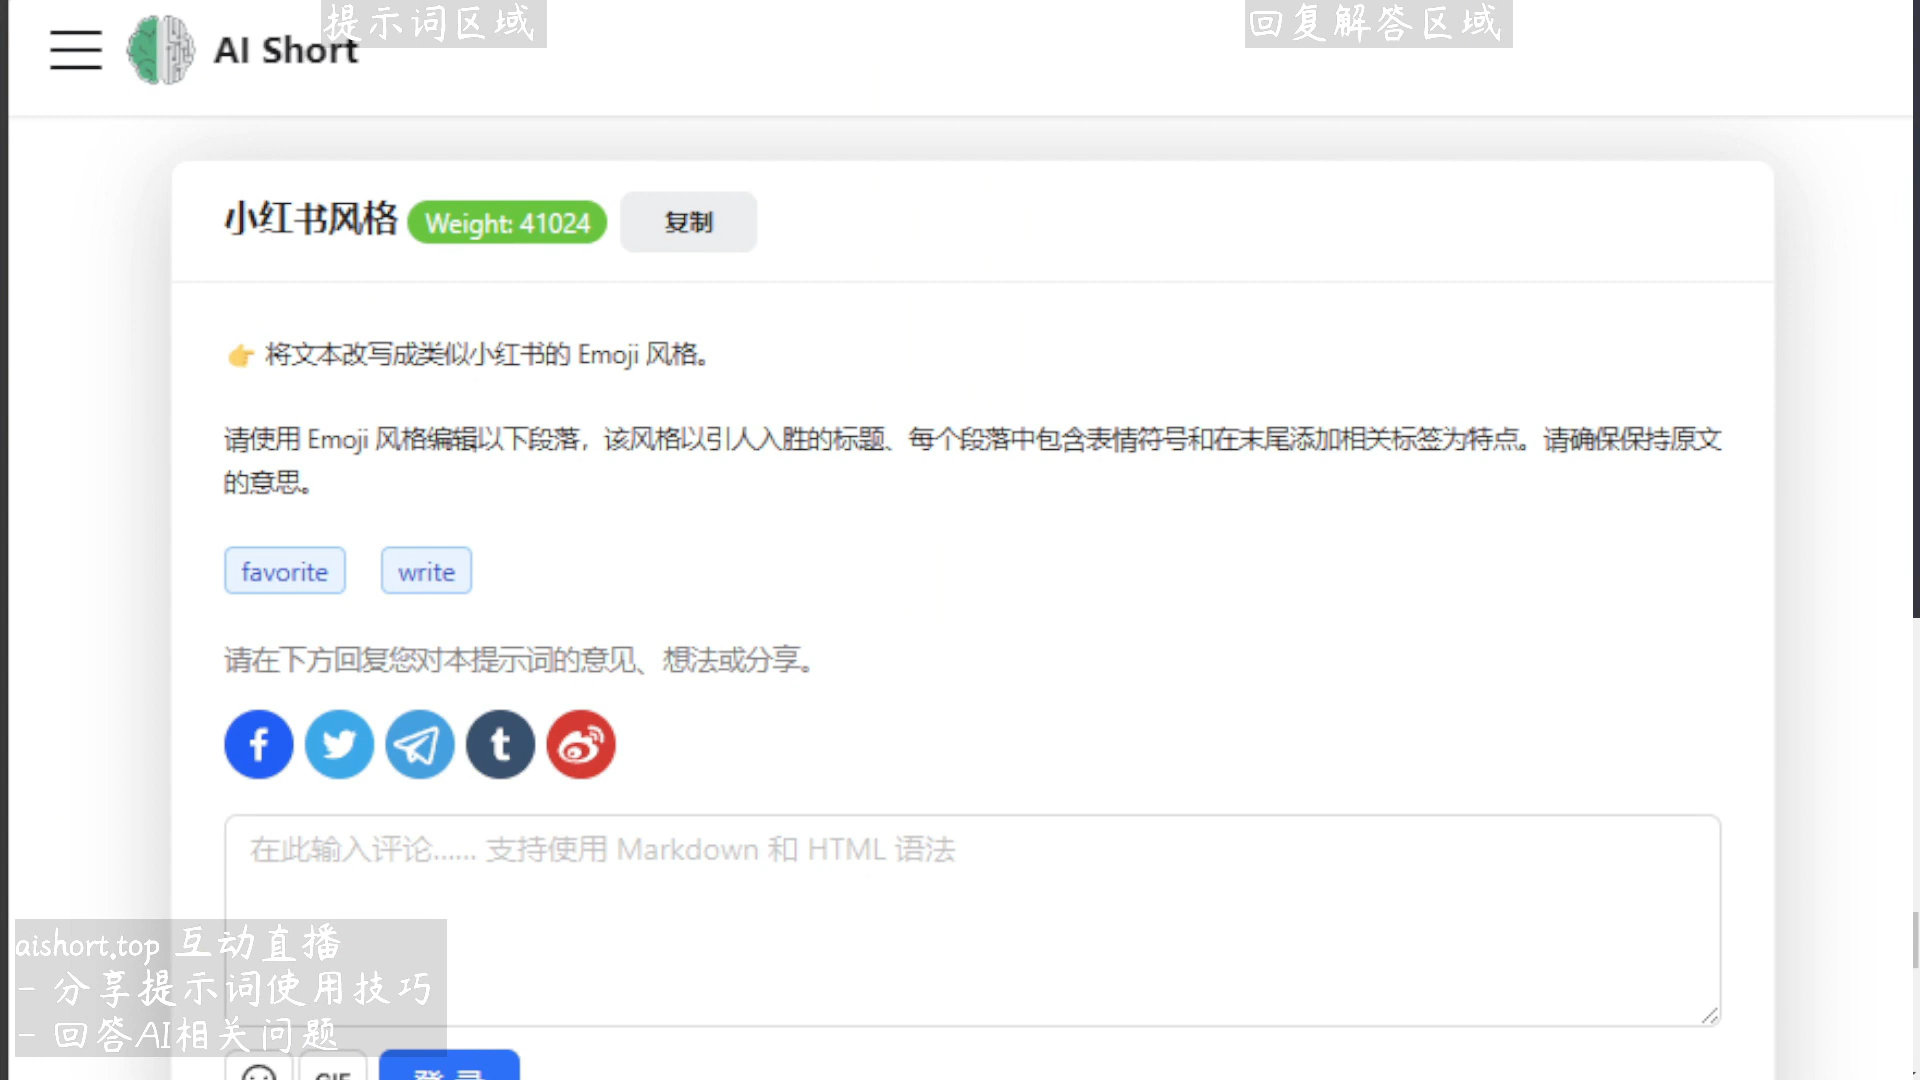 提示词区域
回复解答区域
AI Short
小红书风格 Weight: 41024 复制
👉 将文本改写成类似小红书的 Emoji 风格。
请使用 Emoji 风格编辑以下段落，该风格以引人入胜的标题、每个段落中包含表情符号和在末尾添加相关标签为特点。请确保保持原文
的意思。
favorite write
请在下方回复您对本提示词的意见、想法或分享。
在此输入评论...... 支持使用 Markdown 和 HTML 语法
aishort.top 互动直播
- 分享提示词使用技巧
- 回答AI相关问题
GIF 登录